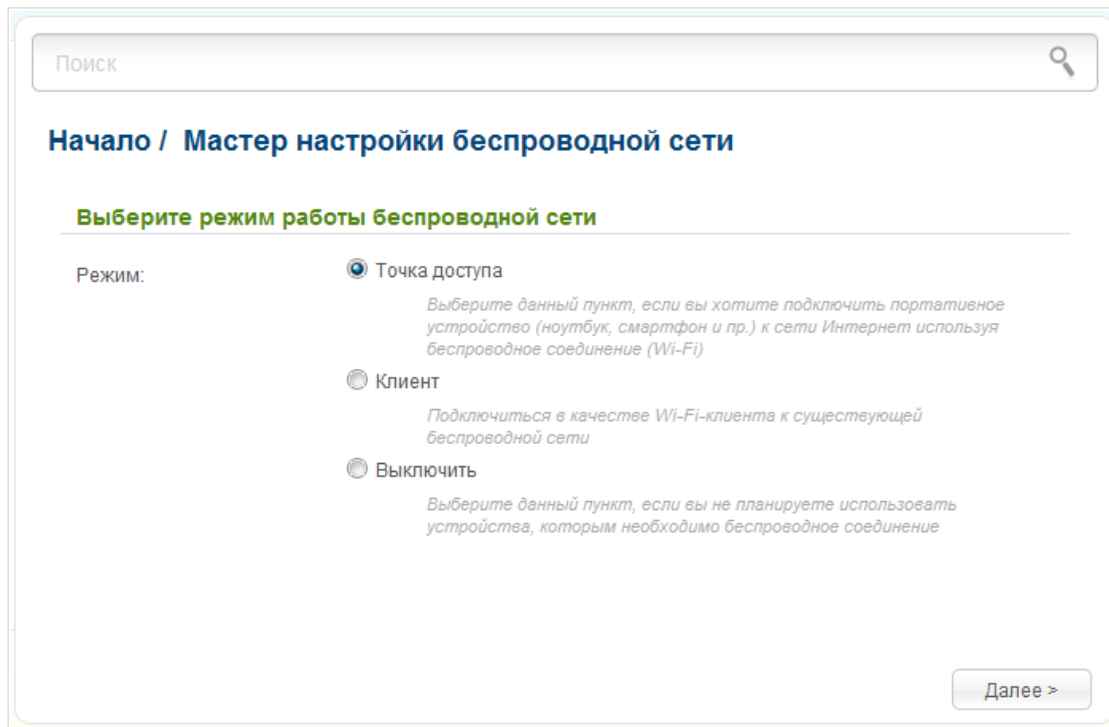 Поиск
Начало / Мастер настройки беспроводной сети
Выберите режим работы беспроводной сети
Режим:
Точка доступа
Выберите данный пункт, если вы хотите подключить портативное
устройство (ноутбук, смартфон и пр.) к сети Интернет используя
беспроводное соединение (Wi-Fi)
Клиент
Подключиться в качестве Wi-Fi-клиента к существующей
беспроводной сети
Выключить
Выберите данный пункт, если вы не планируете использовать
устройства, которым необходимо беспроводное соединение
Далее >